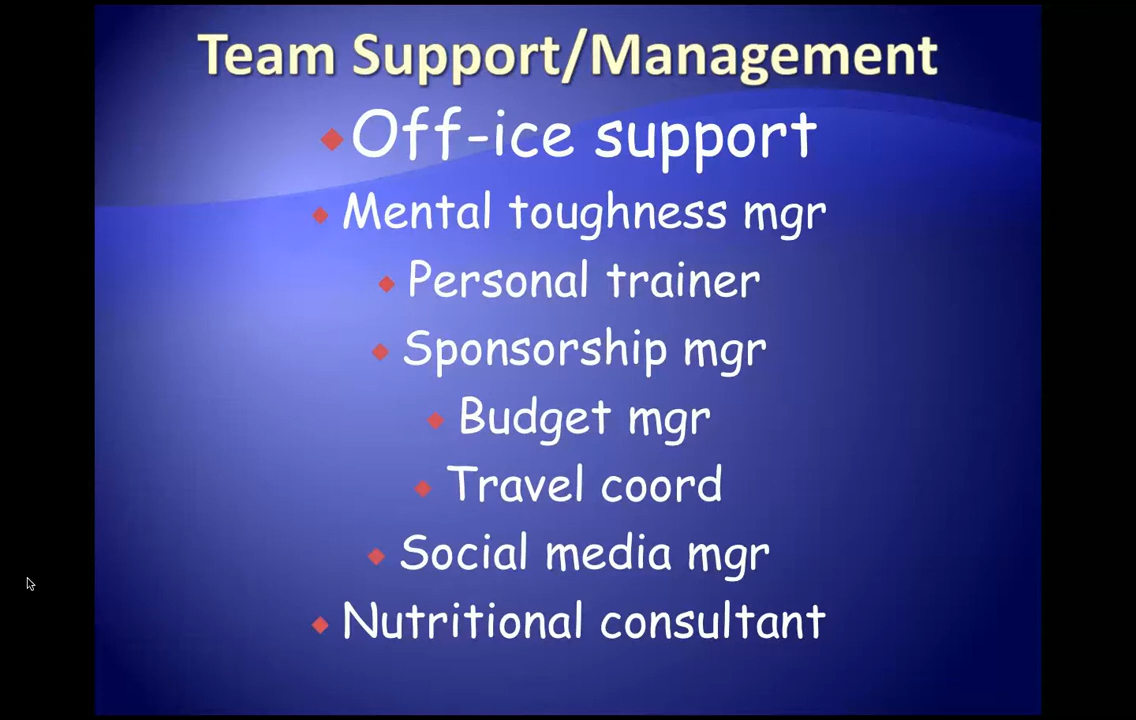 Team Support/Management
Off-ice support
Mental toughness mgr
Personal trainer
Sponsorship mgr
Budget mgr
Travel coord
Social media mgr
Nutritional consultant